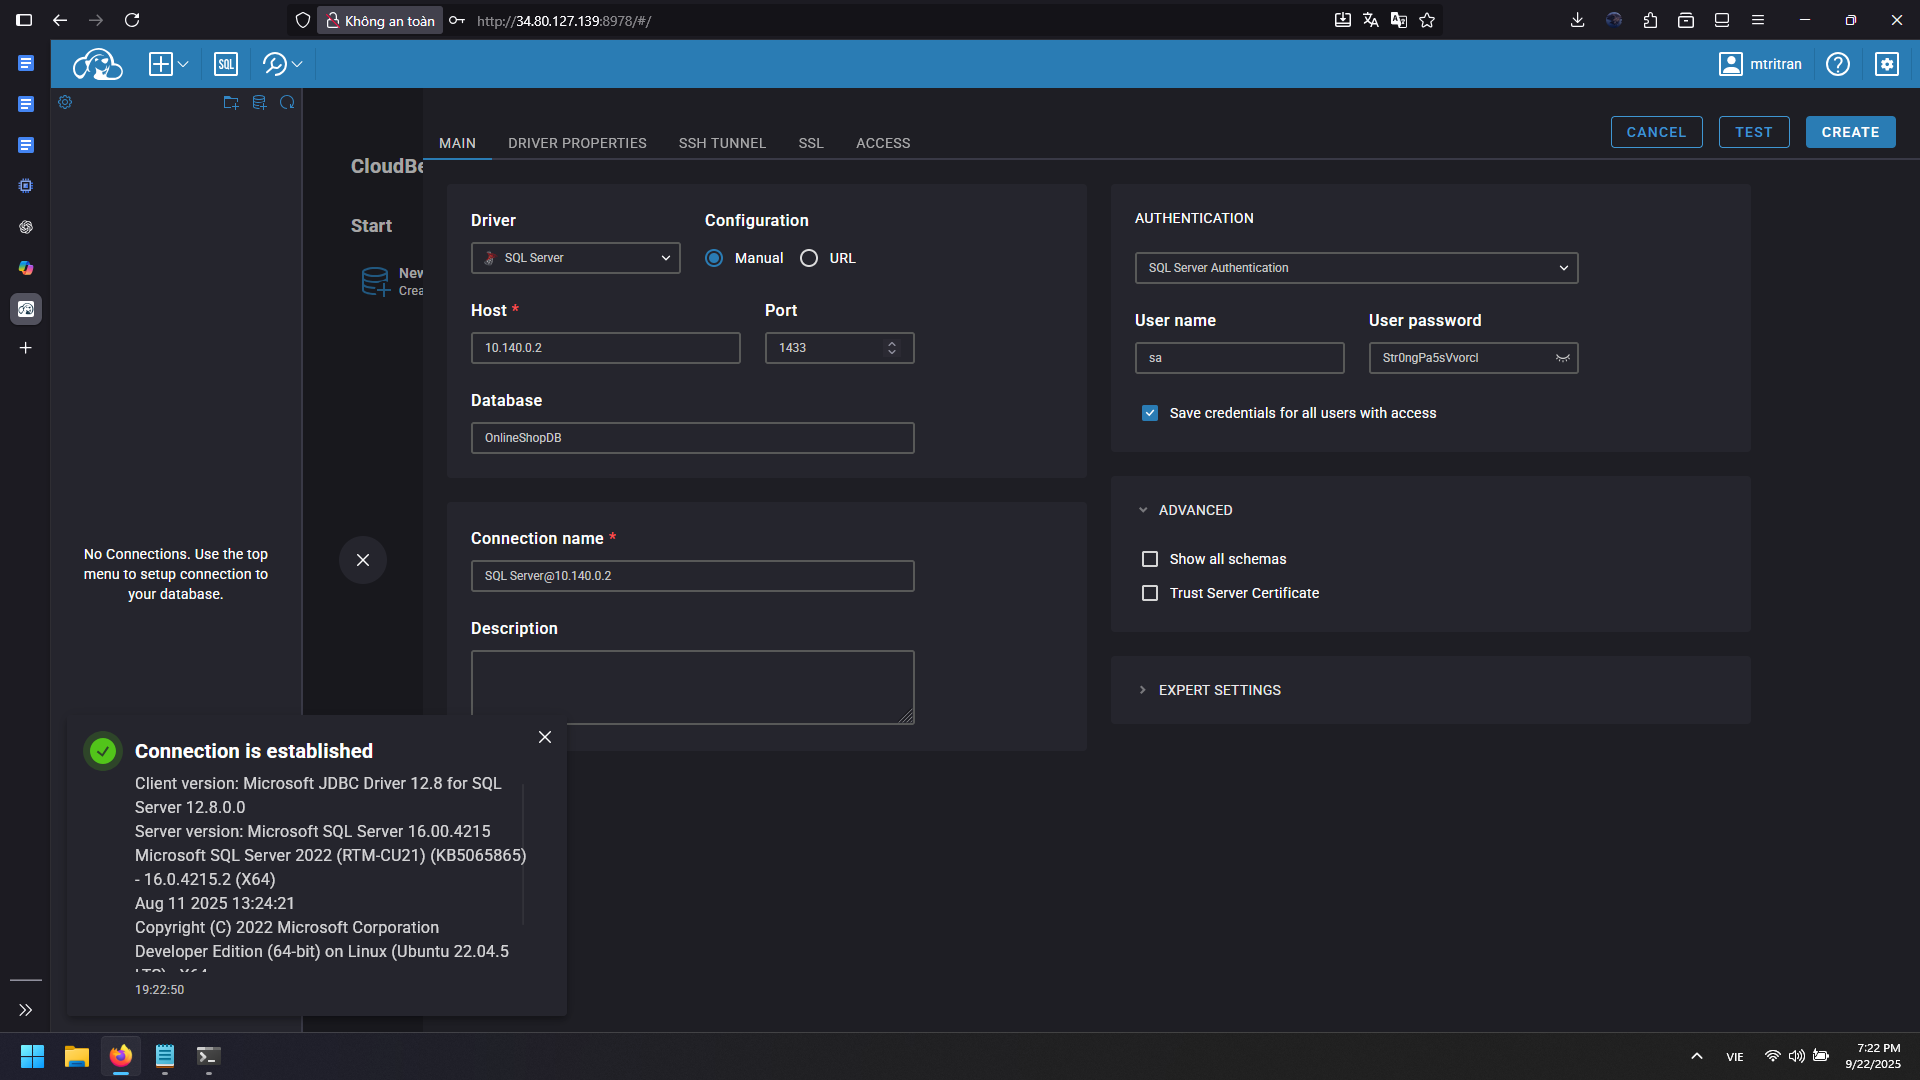 Không an toàn
http://34.80.127.139:8978/#/
SQL
mtritran
CloudBe
Start
New
Crea
No Connections. Use the top
menu to setup connection to
your database.
MAIN
DRIVER PROPERTIES
SSH TUNNEL
SSL
ACCESS
CANCEL
TEST
CREATE
Driver
Configuration
SQL Server
Manual
URL
Host *
Port
10.140.0.2
1433
Database
OnlineShopDB
Connection name *
SQL Server@10.140.0.2
Description
AUTHENTICATION
SQL Server Authentication
User name
User password
sa
Str0ngPa5sVvorcl
Save credentials for all users with access
ADVANCED
Show all schemas
Trust Server Certificate
EXPERT SETTINGS
Connection is established
Client version: Microsoft JDBC Driver 12.8 for SQL
Server 12.8.0.0
Server version: Microsoft SQL Server 16.00.4215
Microsoft SQL Server 2022 (RTM-CU21) (KB5065865)
- 16.0.4215.2 (X64)
Aug 11 2025 13:24:21
Copyright (C) 2022 Microsoft Corporation
Developer Edition (64-bit) on Linux (Ubuntu 22.04.5
19:22:50
VIE
7:22 PM
9/22/2025